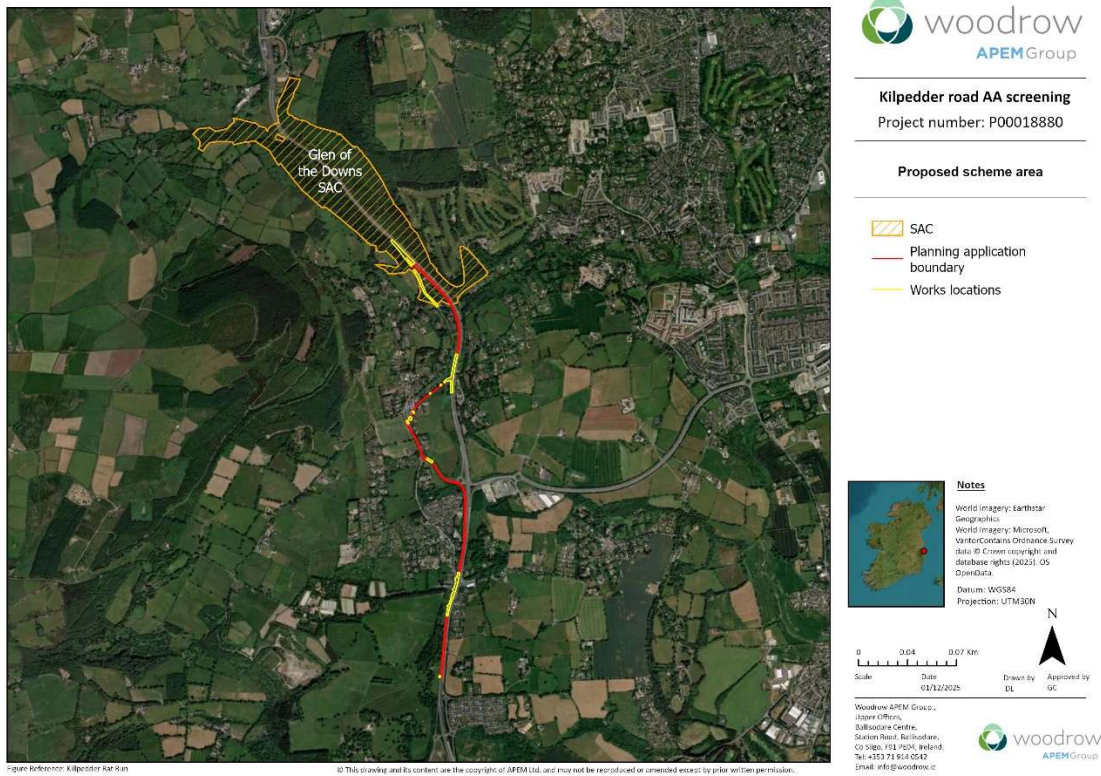 Glen of
the Downs
SAC
woodrow
APEMGroup
Kilpedder road AA screening
Project number: P00018880
Proposed scheme area
SAC
Planning application
boundary
Works locations
Notes
World Imagery: Earthstar
Geographics
World Imagery: Microsoft,
VantorContains Ordnance Survey
data © Crown copyright and
database rights (2025). OS
OpenData.
Datum: WGS84
Projection: UTM30N
N
0 0.04 0.07 Km
Scale
Date
01/12/2025
Drawn by
DL
Approved by
GC
Woodrow APEM Group.,
Upper Offices,
Ballisodare Centre,
Station Road, Ballisodare,
Co Sligo, F91 PE04, Ireland.
Tel: +353 71 914 0542
Email: info@woodrow.ie
woodrow
APEMGroup
Figure Reference: Killpedder Rat Run
© This drawing and its content are the copyright of APEM Ltd. and may not be reproduced or amended except by prior written permission.